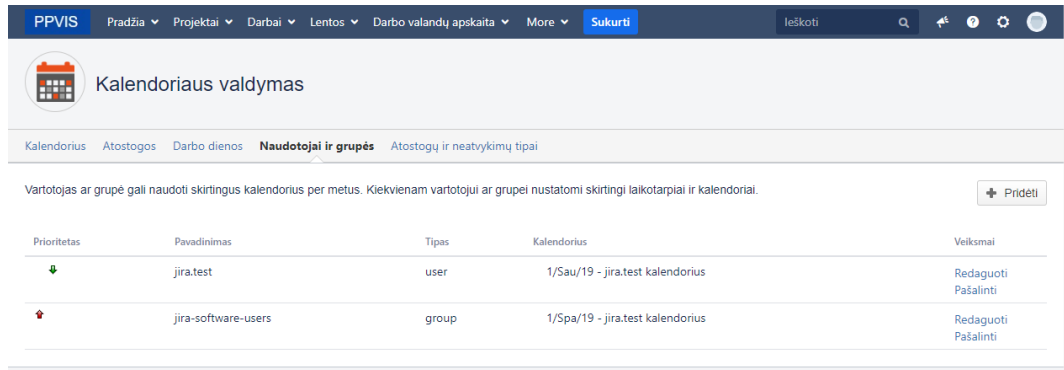 PPVIS Pradžia Projektai Darbai Lentos Darbo valandų apskaita More Sukurti Ieškoti
Kalendoriaus valdymas
Kalendorius Atostogos Darbo dienos Naudotojai ir grupės Atostogų ir neatvykimų tipai
Vartotojas ar grupė gali naudoti skirtingus kalendorius per metus. Kiekvienam vartotojui ar grupei nustatomi skirtingi laikotarpiai ir kalendoriai.
Pridėti
Prioritetas Pavadinimas Tipas Kalendorius Veiksmai
jira.test user 1/Sau/19 - jira.test kalendorius Redaguoti
Pašalinti
jira-software-users group 1/Spa/19 - jira.test kalendorius Redaguoti
Pašalinti